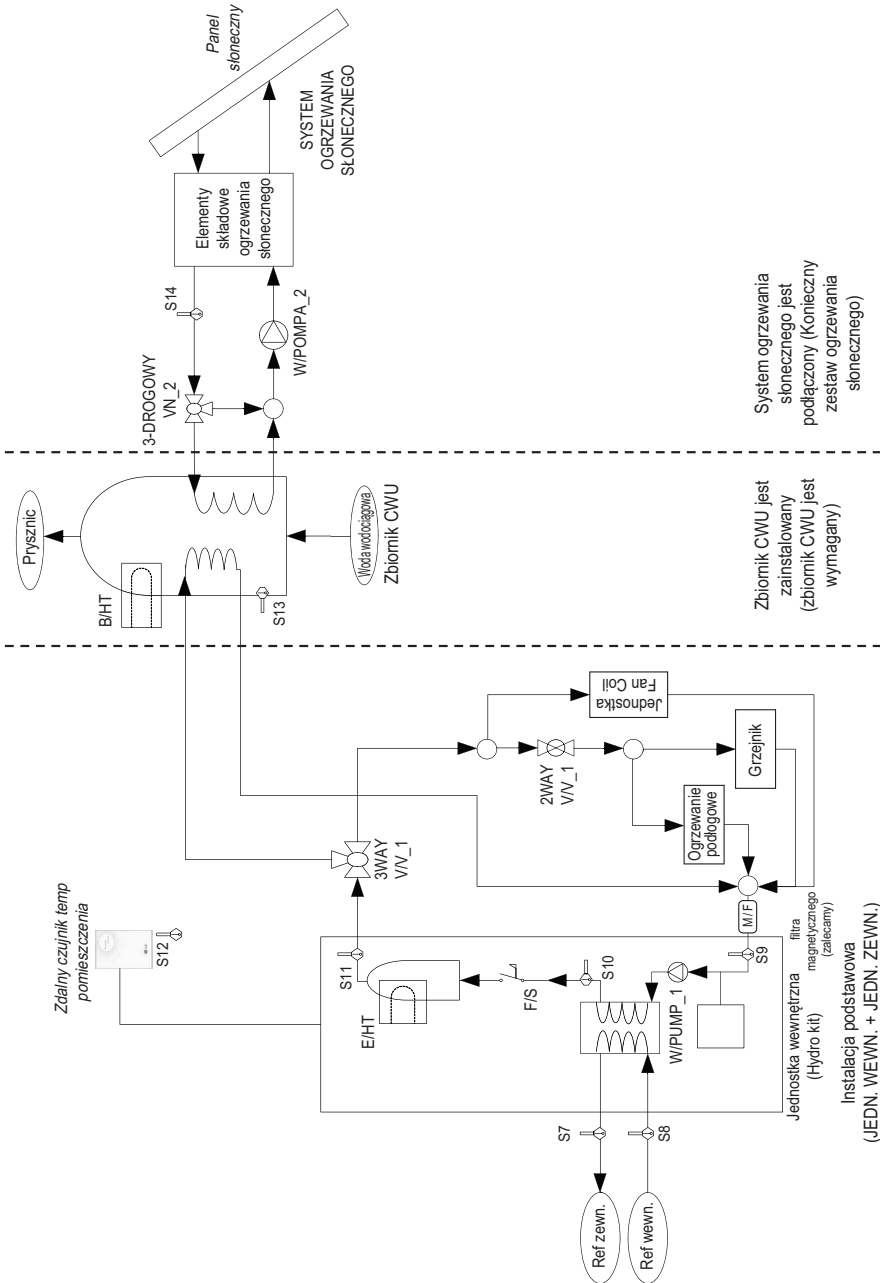 Panel
słoneczny
SYSTEM
OGRZEWANIA
SŁONECZNEGO
Elementy
składowe
ogrzewania
słonecznego
S14
W/POMPA_2
3-DROGOWY
VN_2
System ogrzewania
słonecznego jest
podłączony (Konieczny
zestaw ogrzewania
słonecznego)
Prysznic
B/HT
S13
Woda wodociągowa
Zbiornik CWU
Zbiornik CWU jest
zainstalowany
(zbiornik CWU jest
wymagany)
Zdalny czujnik temp
pomieszczenia
S12
3WAY
V/V_1
2WAY
V/V_1
Jednostka
Fan Coil
Grzejnik
Ogrzewanie
podłogowe
M/F
filtra
magnetycznego
(zalecamy)
S11
E/HT
F/S
S10
W/PUMP_1
S9
Jednostka wewnętrzna
(Hydro kit)
S7
S8
Ref zewn.
Ref wewn.
Instalacja podstawowa
(JEDN. WEWN. + JEDN. ZEWN.)